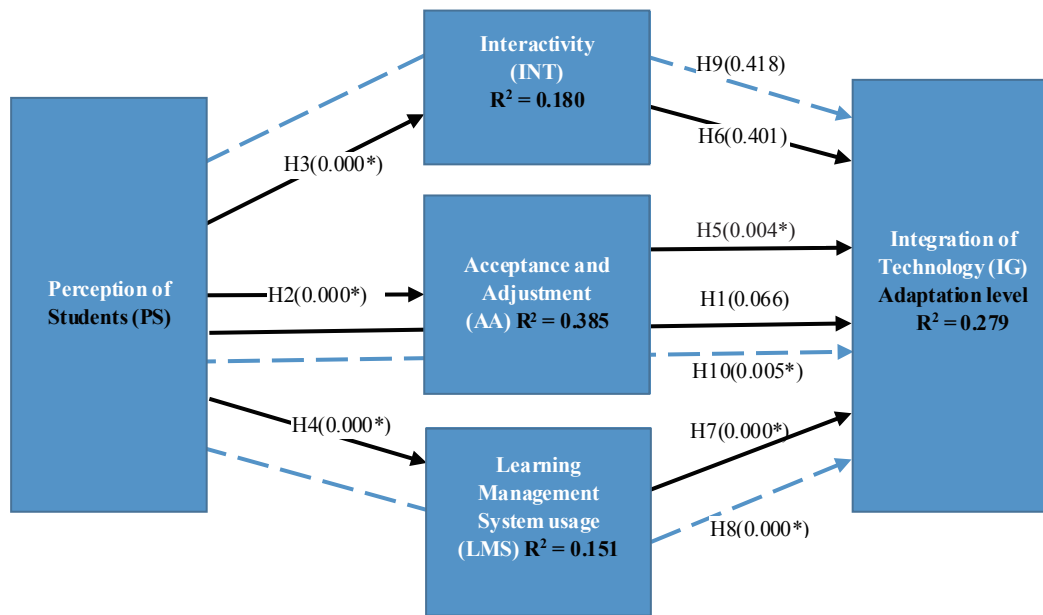 Interactivity
(INT)
R² = 0.180
H9(0.418)
H6(0.401)
H3(0.000*)
Perception of
Students (PS)
H2(0.000*)
Acceptance and
Adjustment
(AA) R² = 0.385
H5(0.004*)
H1(0.066)
H10(0.005*)
Integration of
Technology (IG)
Adaptation level
R² = 0.279
H4(0.000*)
H7(0.000*)
Learning
Management
System usage
(LMS) R² = 0.151
H8(0.000*)